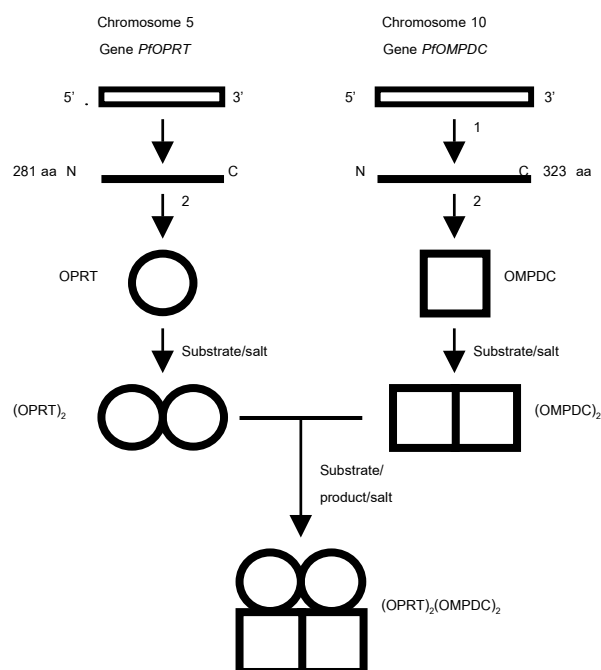 Chromosome 5 Chromosome 10
Gene PfOPRT Gene PfOMPDC
5’ . 3’ 5’ 3’
1
281 aa N C N C 323 aa
2 2
OPRT OMPDC
Substrate/salt Substrate/salt
(OPRT)2 (OMPDC)2
Substrate/
product/salt
(OPRT)2(OMPDC)2